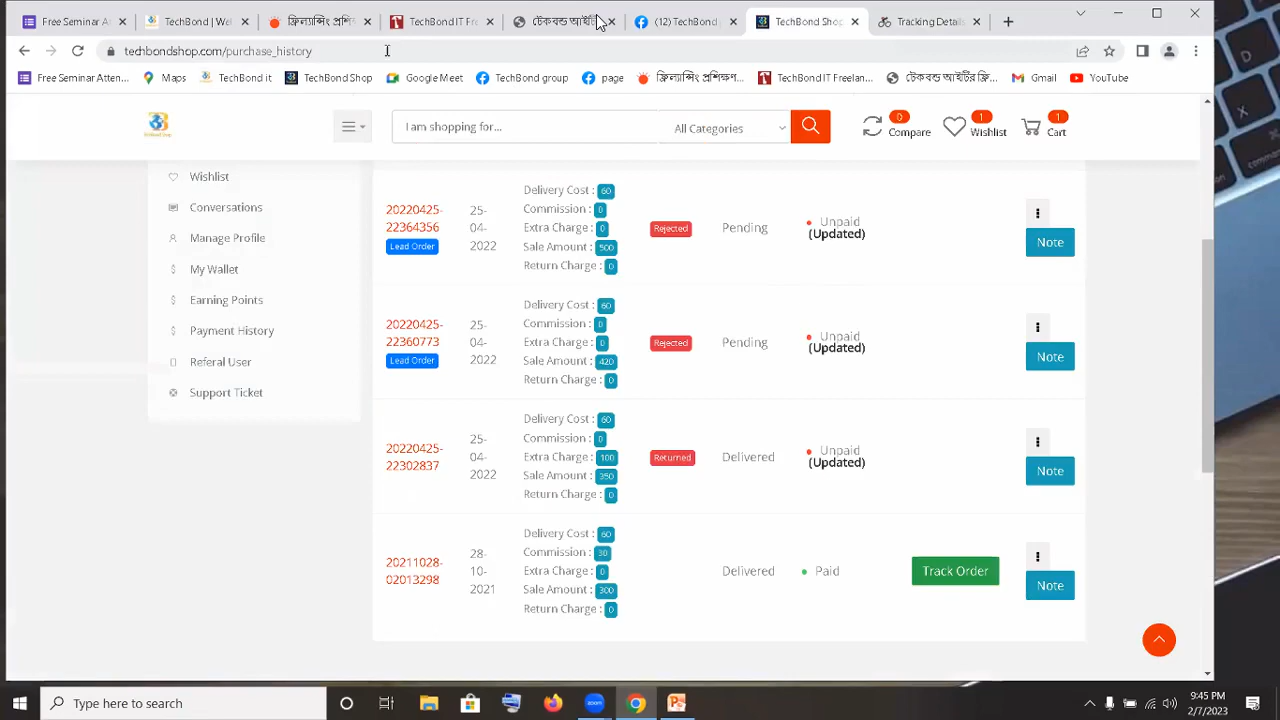 Free Seminar A
TechBond | We
ফ্রিল্যান্সিং প্রশি
TechBond IT Fre
টেকবন্ড আইটি
(12) TechBond
TechBond Shop
Tracking Details
techbondshop.com/purchase_history
Free Seminar Atten...
Maps
TechBond it
TechBond Shop
Google Meet
TechBond group
page
ফ্রিল্যান্সিং প্রশিক্ষণ...
TechBond IT Freelan...
টেকবন্ড আইটির ফ্রি...
Gmail
YouTube
I am shopping for...
All Categories
0
Compare
1
Wishlist
1
Cart
Wishlist
Conversations
Manage Profile
My Wallet
Earning Points
Payment History
Referal User
Support Ticket
20220425-
22364356
Lead Order
25-
04-
2022
Delivery Cost : 60
Commission : 0
Extra Charge : 0
Sale Amount : 500
Return Charge : 0
Rejected
Pending
Unpaid
(Updated)
Note
20220425-
22360773
Lead Order
25-
04-
2022
Delivery Cost : 60
Commission : 0
Extra Charge : 0
Sale Amount : 420
Return Charge : 0
Rejected
Pending
Unpaid
(Updated)
Note
20220425-
22302837
25-
04-
2022
Delivery Cost : 60
Commission : 0
Extra Charge : 100
Sale Amount : 350
Return Charge : 0
Returned
Delivered
Unpaid
(Updated)
Note
20211028-
02013298
28-
10-
2021
Delivery Cost : 60
Commission : 30
Extra Charge : 0
Sale Amount : 300
Return Charge : 0
Delivered
Paid
Track Order
Note
Type here to search
9:45 PM
2/7/2023